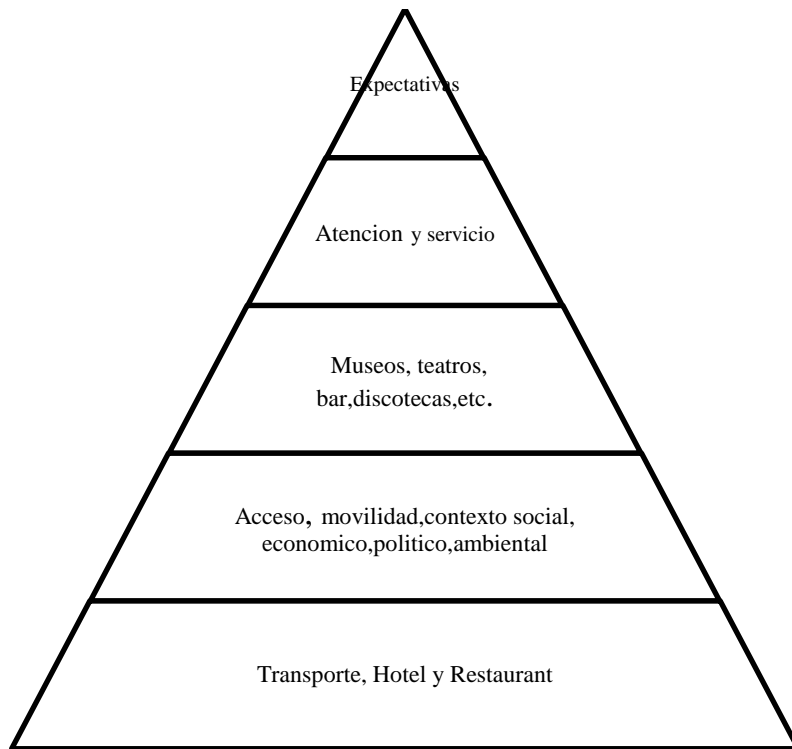 Expectativas
Atencion y servicio
Museos, teatros,
bar,discotecas,etc.
Acceso, movilidad,contexto social,
economico,politico,ambiental
Transporte, Hotel y Restaurant